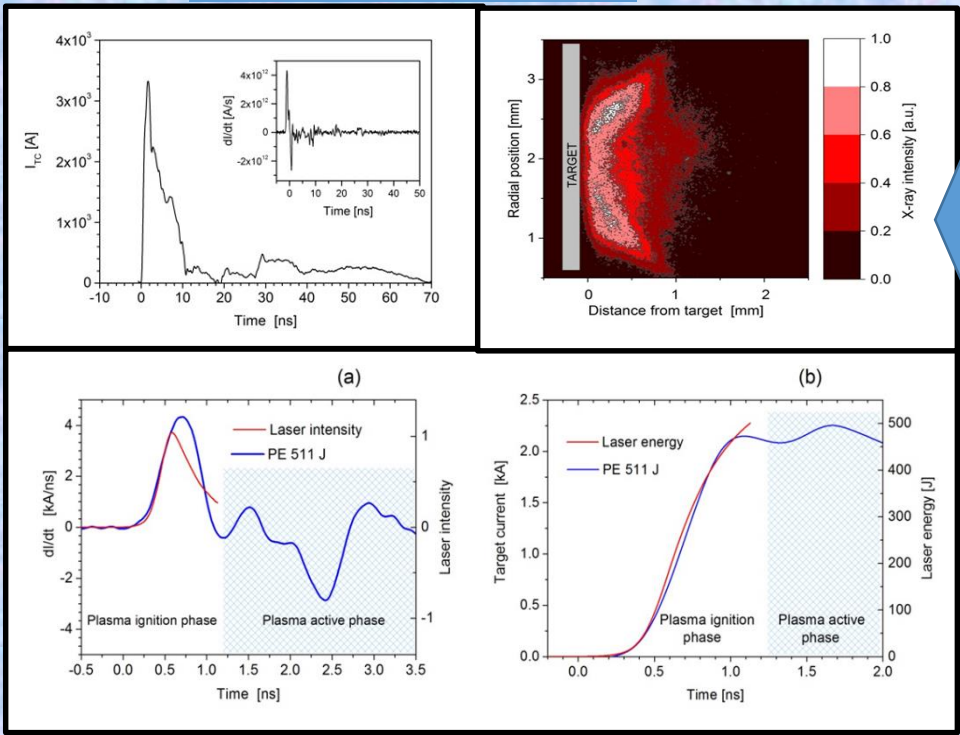 4x10³
3x10³
2x10³
1x10³
0
I_TC [A]
-10 0 10 20 30 40 50 60 70
Time [ns]
4x10¹²
2x10¹²
0
-2x10¹²
dI/dt [A/s]
0 10 20 30 40 50
Time [ns]
3
2
1
Radial position [mm]
TARGET
0 1 2
Distance from target [mm]
1.0
0.8
0.6
0.4
0.2
0.0
X-ray intensity [a.u.]
(a)
4
2
0
-2
-4
dI/dt [kA/ns]
Laser intensity
PE 511 J
1
0
-1
Laser intensity
Plasma ignition phase
Plasma active phase
-0.5 0.0 0.5 1.0 1.5 2.0 2.5 3.0 3.5
Time [ns]
(b)
2.5
2.0
1.5
1.0
0.5
0.0
Target current [kA]
Laser energy
PE 511 J
500
400
300
200
100
0
Laser energy [J]
Plasma ignition
phase
Plasma active
phase
0.0 0.5 1.0 1.5 2.0
Time [ns]